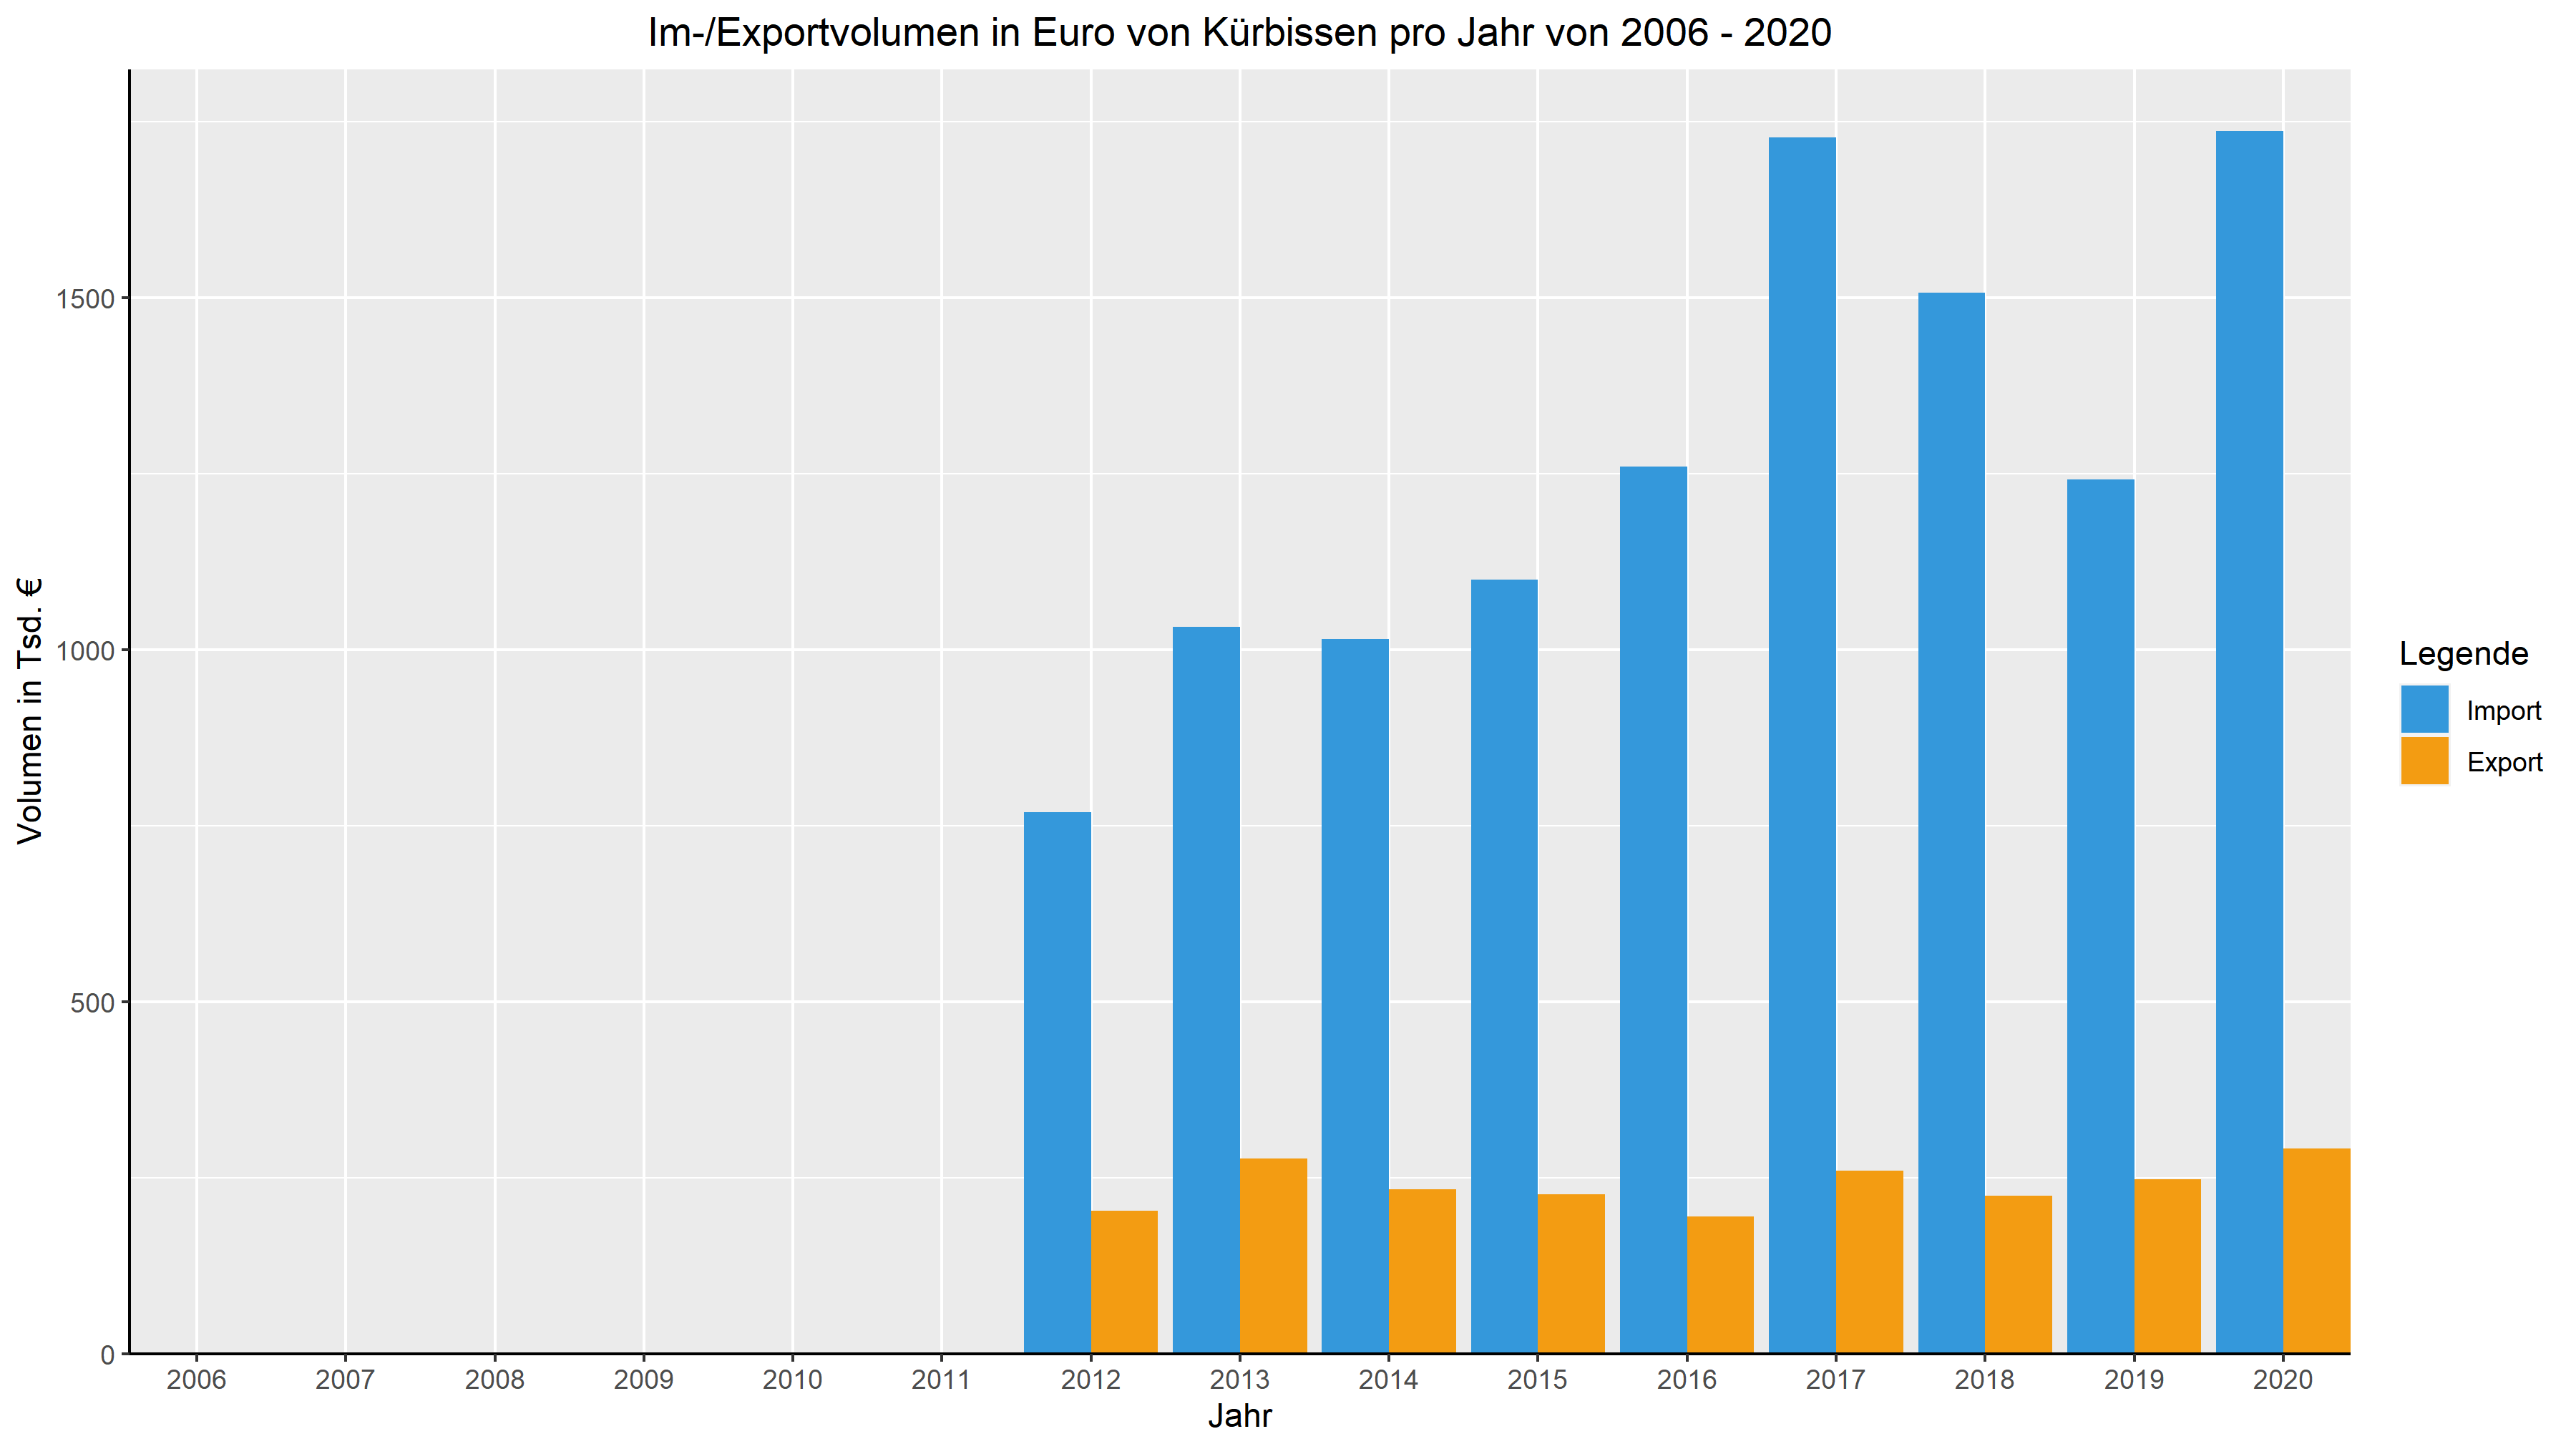 Im-/Exportvolumen in Euro von Kürbissen pro Jahr von 2006 - 2020
Volumen in Tsd. €
1500
1000
500
0
2006 2007 2008 2009 2010 2011 2012 2013 2014 2015 2016 2017 2018 2019 2020
Jahr
Legende
Import
Export